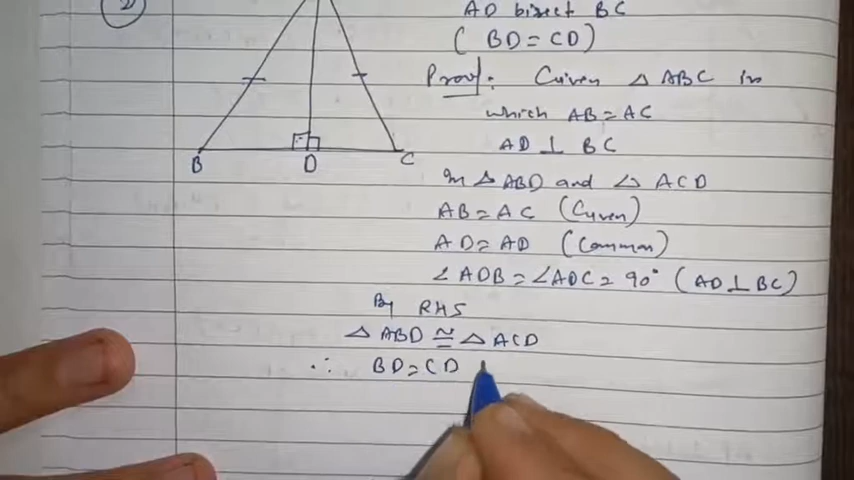 2)
AD bisect BC
( BD = CD )
Proof : Given △ ABC in
which AB = AC
AD ⊥ BC
In △ ABD and △ ACD
AB = AC (Given)
AD = AD (Common)
∠ ADB = ∠ ADC = 90° ( AD ⊥ BC )
By RHS
△ ABD ≅ △ ACD
∴ BD = CD
B D C